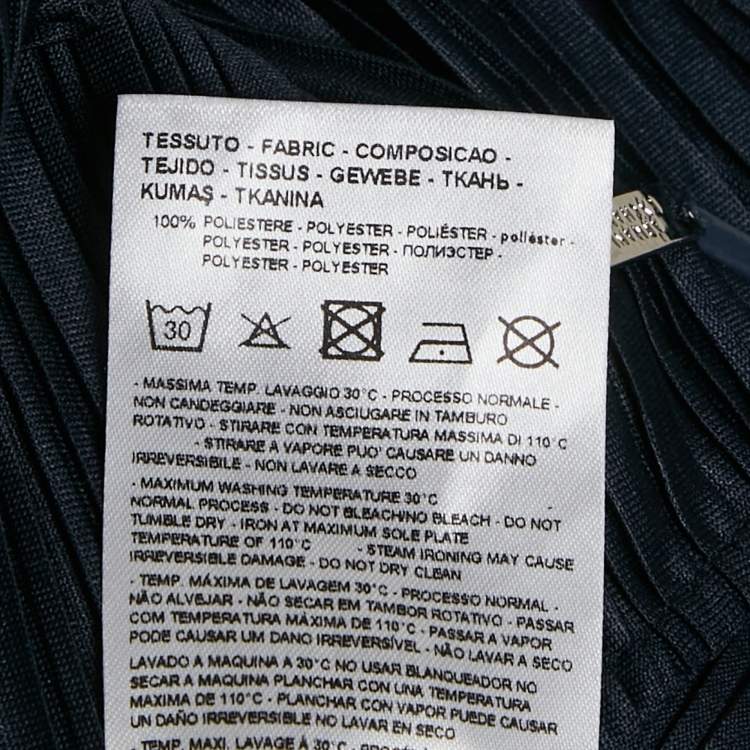 TESSUTO - FABRIC - COMPOSICAO -
TEJIDO - TISSUS - GEWEBE - ТКАНЬ -
KUMAŞ - TKANINA
100% POLIESTERE - POLYESTER - POLIÉSTER - poliéster -
POLYESTER - POLYESTER - ПОЛИЭСТЕР -
POLYESTER - POLYESTER
30
- MASSIMA TEMP. LAVAGGIO 30°C - PROCESSO NORMALE -
NON CANDEGGIARE - NON ASCIUGARE IN TAMBURO
ROTATIVO - STIRARE CON TEMPERATURA MASSIMA DI 110°C
- STIRARE A VAPORE PUO' CAUSARE UN DANNO
IRREVERSIBILE - NON LAVARE A SECCO
- MAXIMUM WASHING TEMPERATURE 30°C -
NORMAL PROCESS - DO NOT BLEACH/NO BLEACH - DO NOT
TUMBLE DRY - IRON AT MAXIMUM SOLE PLATE
TEMPERATURE OF 110°C - STEAM IRONING MAY CAUSE
IRREVERSIBLE DAMAGE - DO NOT DRY CLEAN
- TEMP. MÁXIMA DE LAVAGEM 30°C - PROCESSO NORMAL -
NÃO ALVEJAR - NÃO SECAR EM TAMBOR ROTATIVO - PASSAR
COM TEMPERATURA MÁXIMA DE 110°C - PASSAR A VAPOR
PODE CAUSAR UM DANO IRREVERSÍVEL - NÃO LAVAR A SECO
LAVADO A MAQUINA A 30°C NO USAR BLANQUEADOR NO
SECAR A MAQUINA PLANCHAR CON UNA TEMPERATURA
MAXIMA DE 110°C - PLANCHAR CON VAPOR PUEDE CAUSAR
UN DAÑO IRREVERSIBLE NO LAVAR EN SECO
- TEMP. MAXI. LAVAGE À 30°C - PROCESSUS